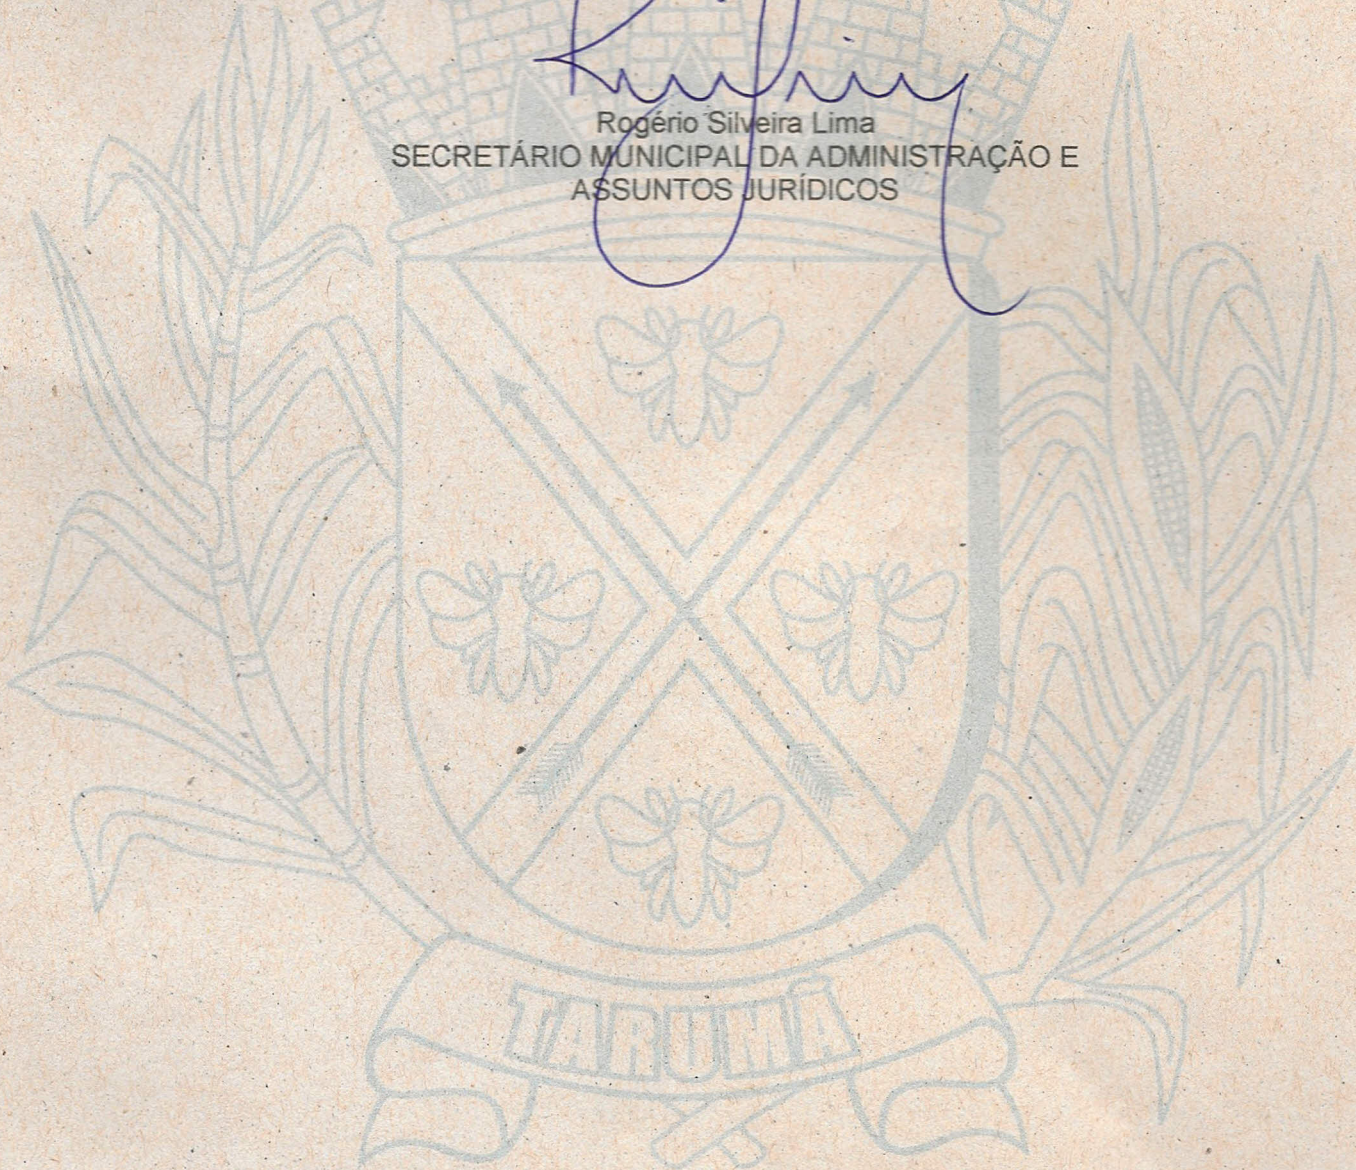 Rogério Silveira Lima
SECRETÁRIO MUNICIPAL DA ADMINISTRAÇÃO E
ASSUNTOS JURÍDICOS
TARUMÃ